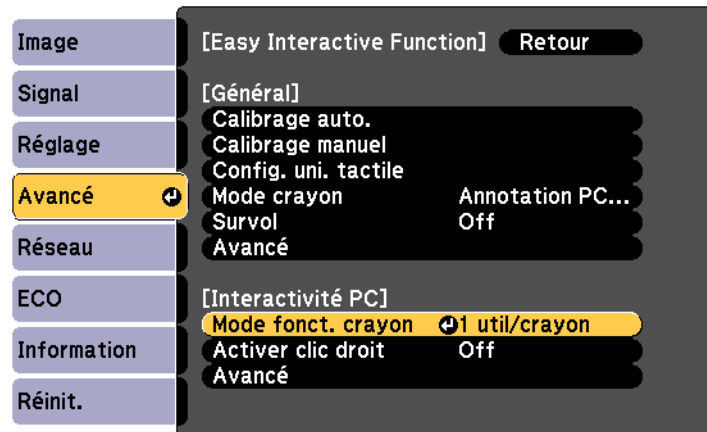 Image
Signal
Réglage
Avancé
Réseau
ECO
Information
Réinit.
[Easy Interactive Function] Retour
[Général]
Calibrage auto.
Calibrage manuel
Config. uni. tactile
Mode crayon Annotation PC...
Survol Off
Avancé
[Interactivité PC]
Mode fonct. crayon 1 util/crayon
Activer clic droit Off
Avancé